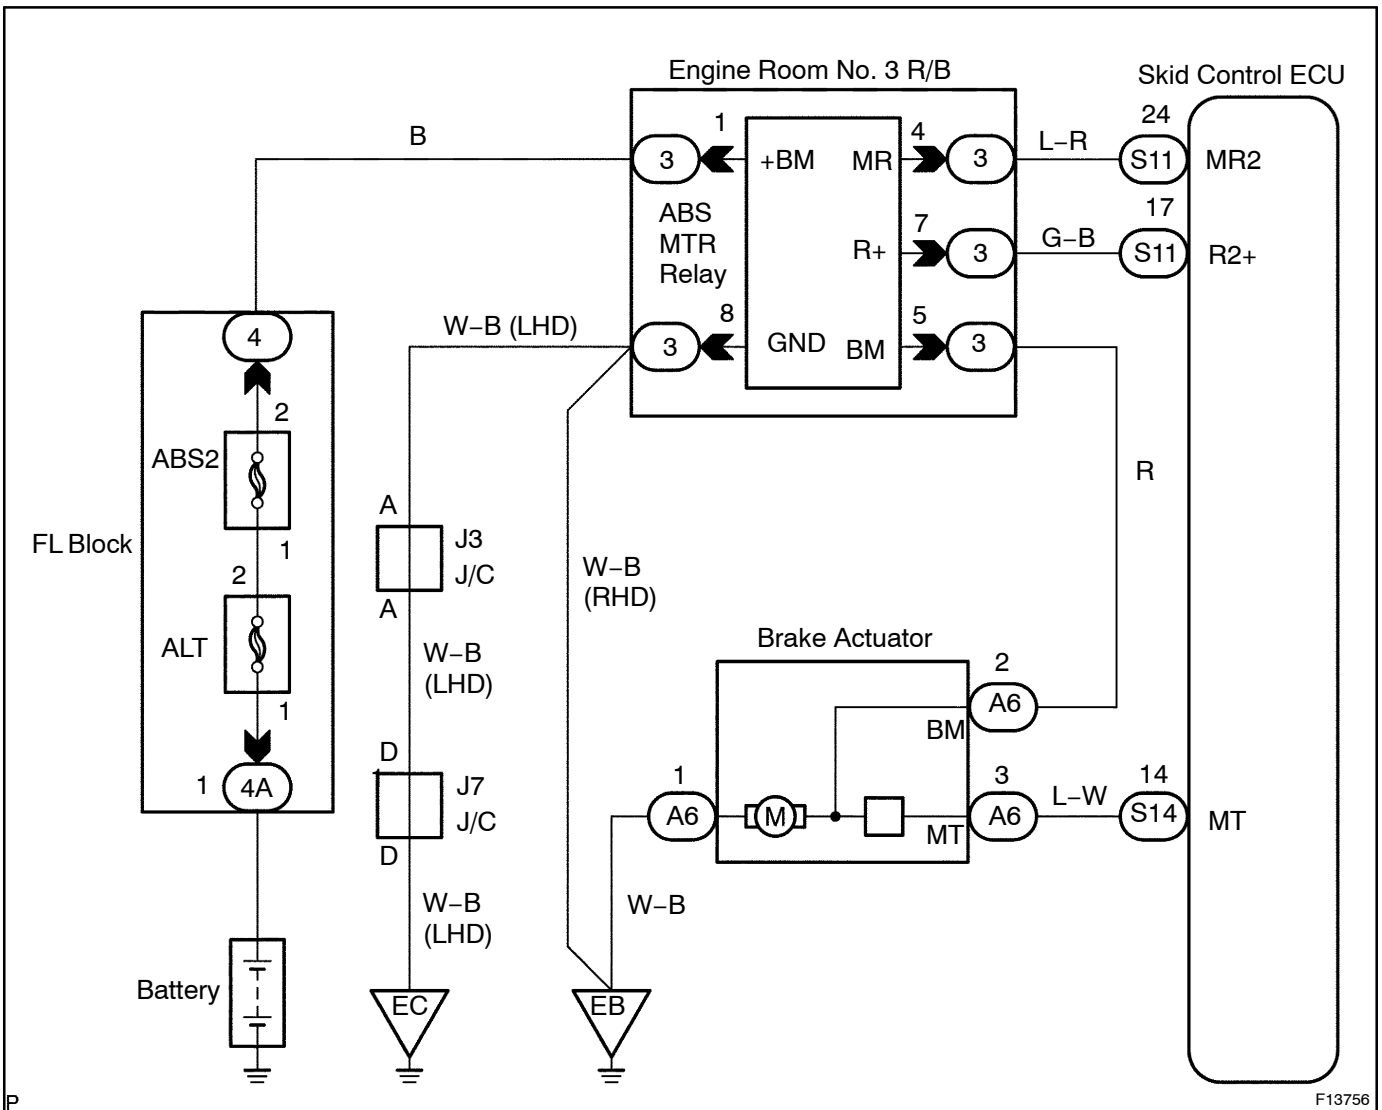 Engine Room No. 3 R/B
Skid Control ECU
B
1
4
24
3
+BM
MR
3
L–R
S11
MR2
ABS
MTR
Relay
7
17
R+
3
G–B
S11
R2+
W–B (LHD)
8
5
3
GND
BM
3
4
2
ABS2
1
FL Block
2
ALT
1
1
4A
A
J3
J/C
A
W–B
(LHD)
D
J7
J/C
D
W–B
(LHD)
W–B
(RHD)
R
Brake Actuator
2
A6
BM
1
3
14
A6
M
A6
L–W
S14
MT
MT
W–B
Battery
EC
EB
P
F13756